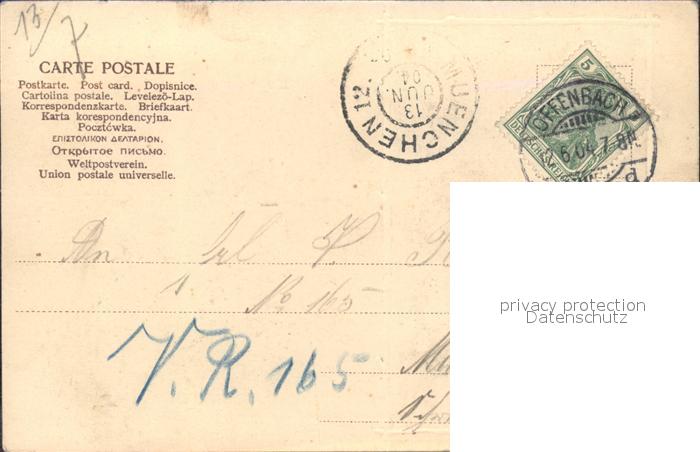 13/7
CARTE POSTALE
Postkarte. Post card. Dopisnice.
Cartolina postale. Levelező-Lap.
Korrespondenzkarte. Briefkaart.
Karta korespondencyjna.
Pocztówka.
ΕΠΙΣΤΟΛΙΚΟΝ ΔΕΛΤΑΡΙΟΝ.
Открытое письмо.
Weltpostverein.
Union postale universelle.
MUENCHEN 12.
13
JUN
04
5
OFFENBACH
6.04.7-8N.
d
privacy protection
Datenschutz
An
No 165
V. R. 165